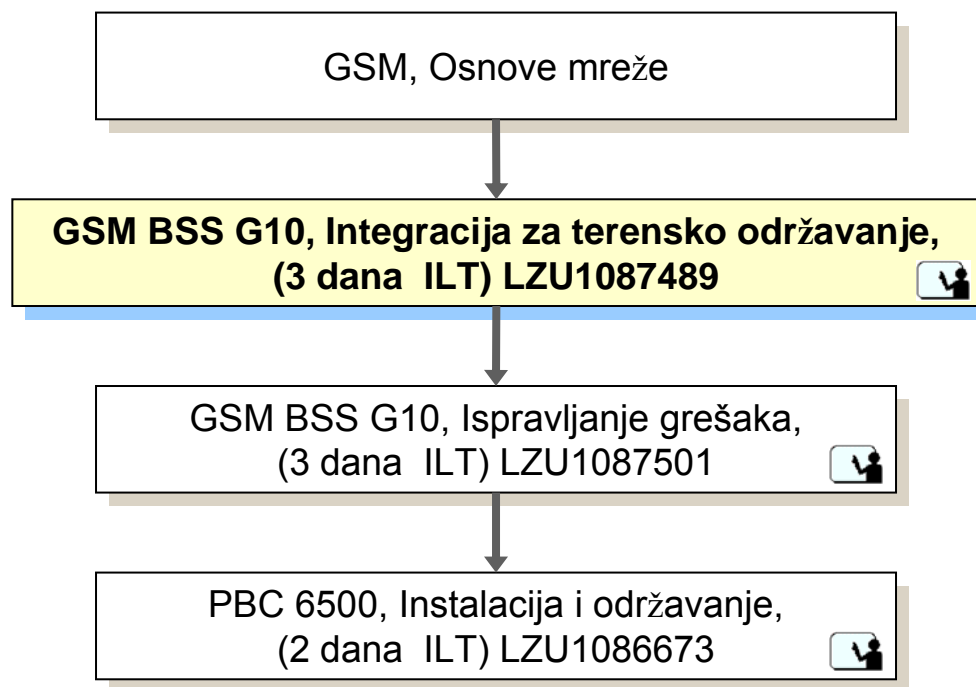 GSM, Osnove mreže
GSM BSS G10, Integracija za terensko održavanje,
(3 dana  ILT) LZU1087489
GSM BSS G10, Ispravljanje grešaka,
(3 dana  ILT) LZU1087501
PBC 6500, Instalacija i održavanje,
(2 dana  ILT) LZU1086673